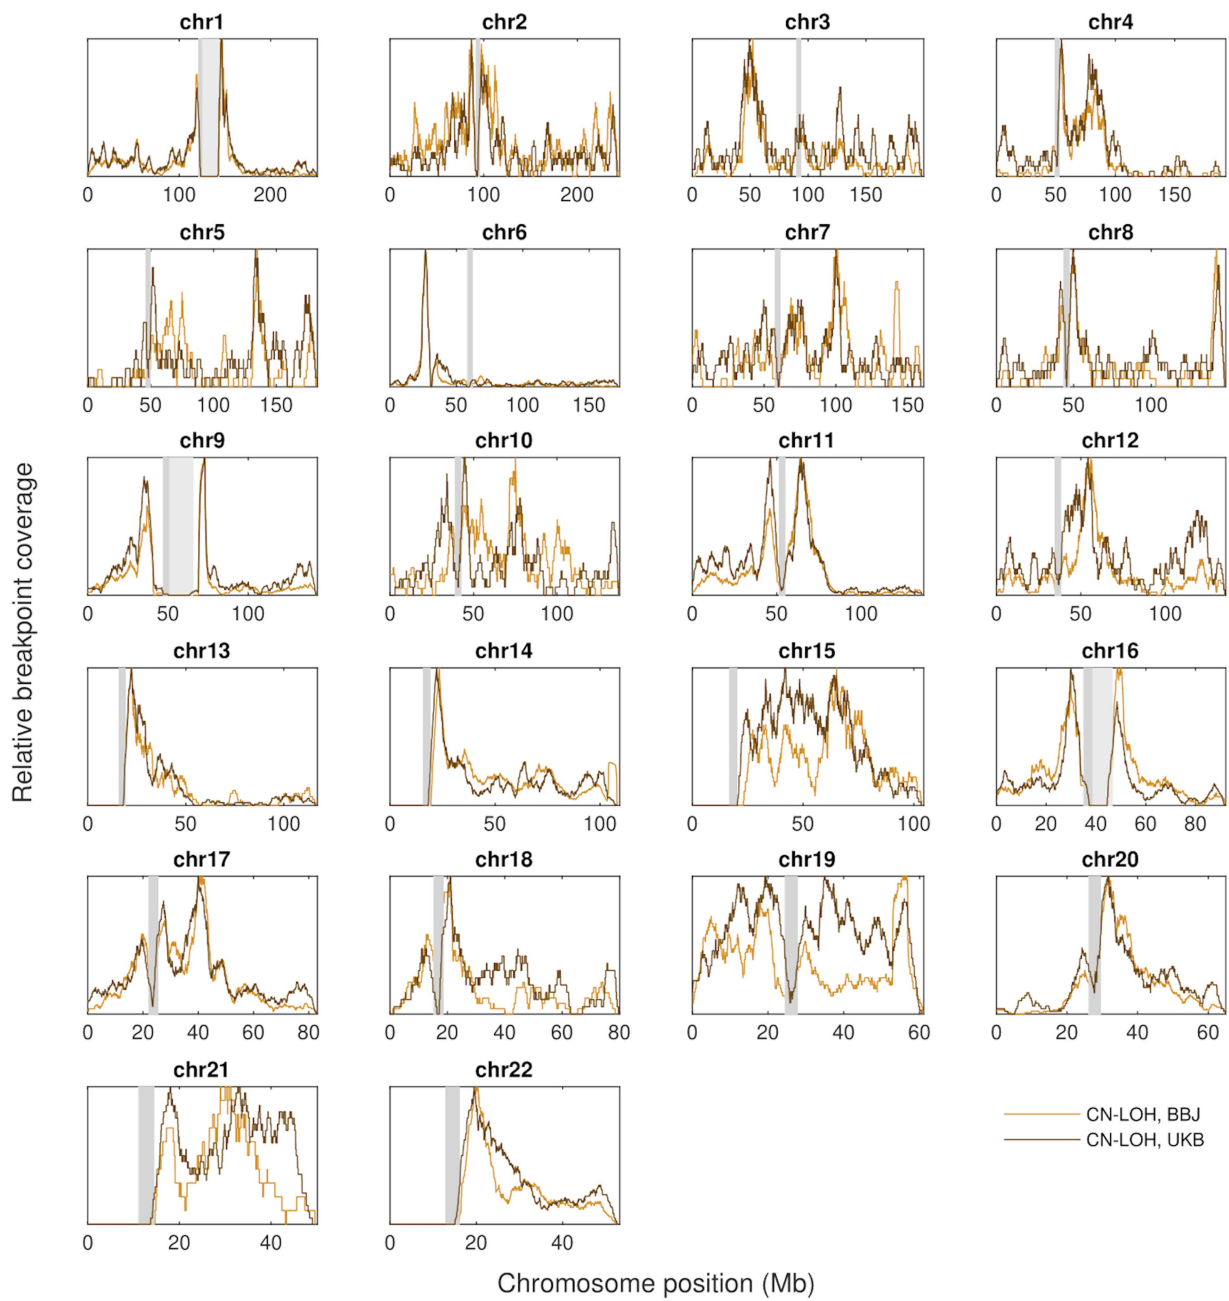 chr1 chr2 chr3 chr4
0 100 200 0 100 200 0 50 100 150 0 50 100 150
chr5 chr6 chr7 chr8
0 50 100 150 0 50 100 150 0 50 100 150 0 50 100
chr9 chr10 chr11 chr12
0 50 100 0 50 100 0 50 100 0 50 100
chr13 chr14 chr15 chr16
0 50 100 0 50 100 0 50 100 0 20 40 60 80
chr17 chr18 chr19 chr20
0 20 40 60 80 0 20 40 60 80 0 20 40 60 0 20 40 60
chr21 chr22
0 20 40 0 20 40
CN-LOH, BBJ
CN-LOH, UKB
Relative breakpoint coverage
Chromosome position (Mb)